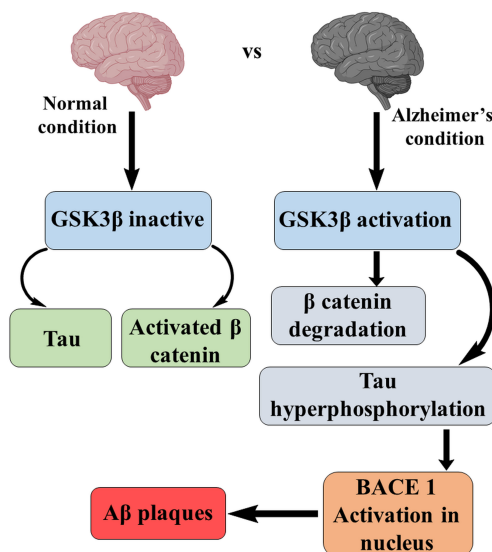 vs
Normal
condition
Alzheimer's
condition
GSK3β inactive
GSK3β activation
Tau
Activated β
catenin
β catenin
degradation
Tau
hyperphosphorylation
BACE 1
Activation in
nucleus
Aβ plaques